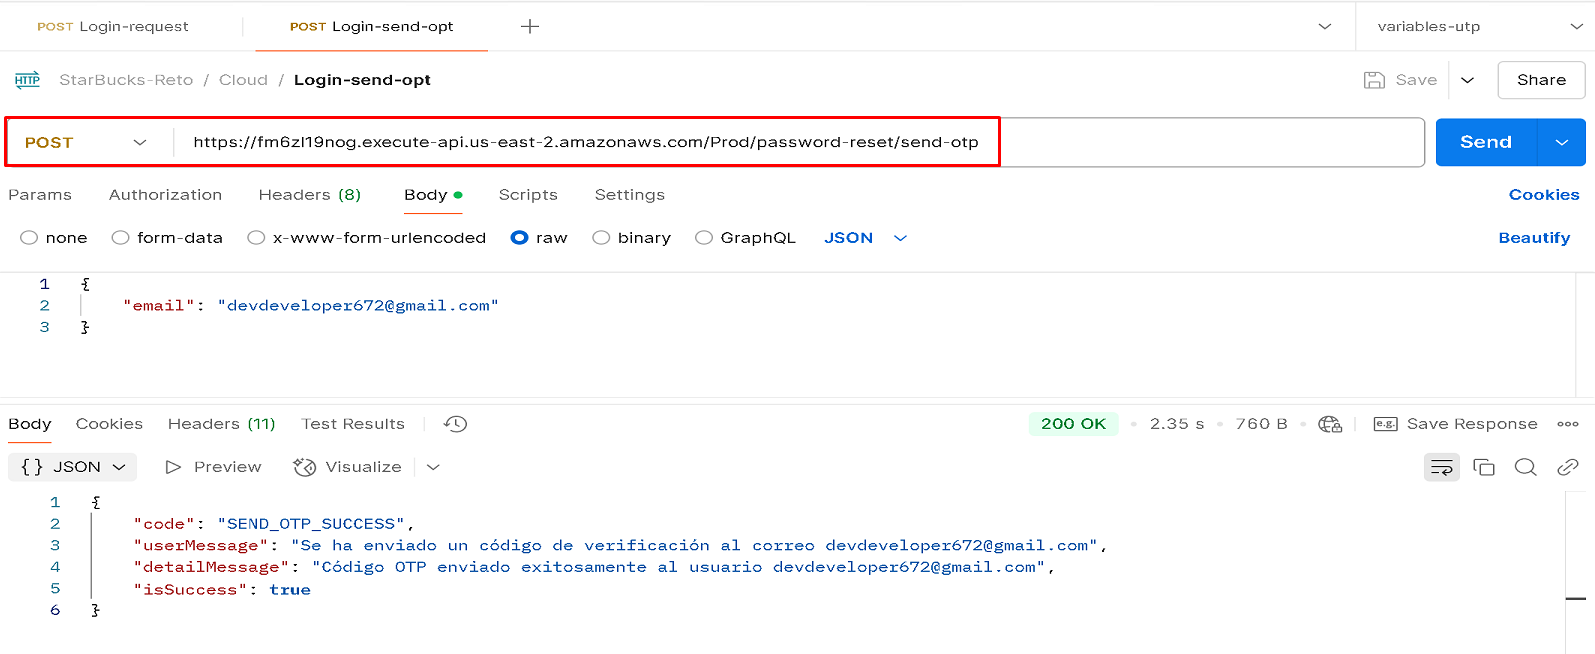 POST Login-request
POST Login-send-opt
variables-utp
HTTP StarBucks-Reto / Cloud / Login-send-opt
Save
Share
POST https://fm6zl19nog.execute-api.us-east-2.amazonaws.com/Prod/password-reset/send-otp
Send
Params Authorization Headers (8) Body Scripts Settings Cookies
none form-data x-www-form-urlencoded raw binary GraphQL JSON Beautify
1 {
2 "email": "devdeveloper672@gmail.com"
3 }
Body Cookies Headers (11) Test Results 200 OK 2.35 s 760 B e.g. Save Response
{} JSON Preview Visualize
1 {
2 "code": "SEND_OTP_SUCCESS",
3 "userMessage": "Se ha enviado un código de verificación al correo devdeveloper672@gmail.com",
4 "detailMessage": "Código OTP enviado exitosamente al usuario devdeveloper672@gmail.com",
5 "isSuccess": true
6 }